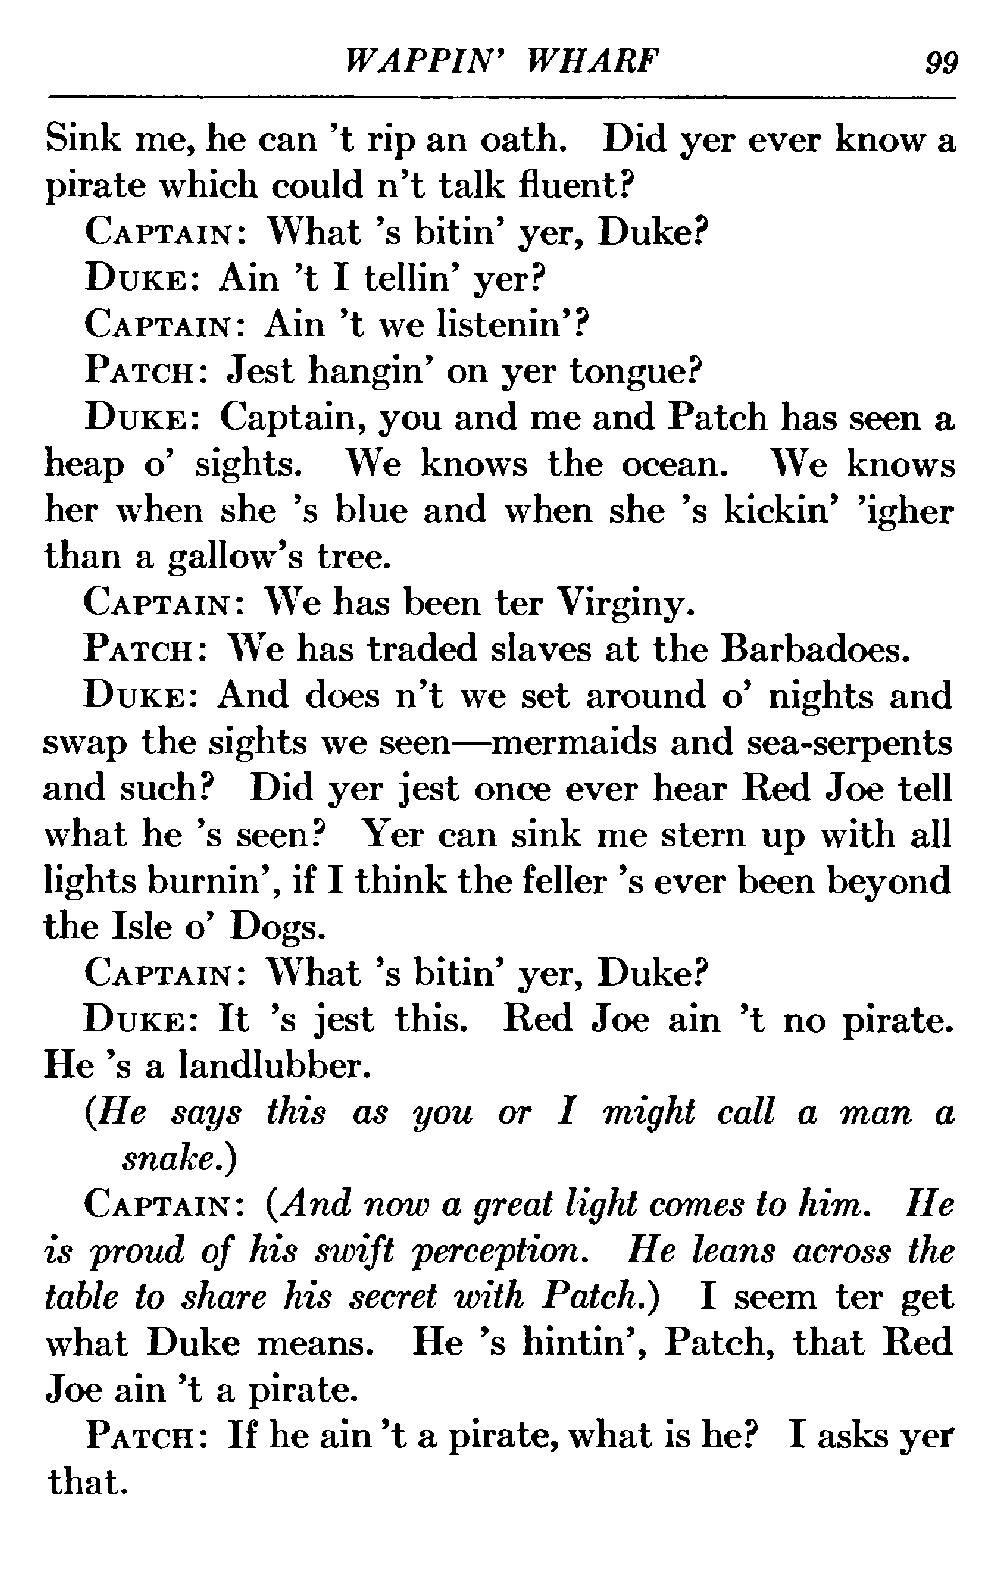 WAPPIN' WHARF 99
Sink me, he can 't rip an oath. Did yer ever know a
pirate which could n't talk fluent?
CAPTAIN: What 's bitin' yer, Duke?
DUKE: Ain 't I tellin' yer?
CAPTAIN: Ain 't we listenin'?
PATCH: Jest hangin' on yer tongue?
DUKE: Captain, you and me and Patch has seen a
heap o' sights. We knows the ocean. We knows
her when she 's blue and when she 's kickin' 'igher
than a gallow's tree.
CAPTAIN: We has been ter Virginy.
PATCH: We has traded slaves at the Barbadoes.
DUKE: And does n't we set around o' nights and
swap the sights we seen—mermaids and sea-serpents
and such? Did yer jest once ever hear Red Joe tell
what he 's seen? Yer can sink me stern up with all
lights burnin', if I think the feller 's ever been beyond
the Isle o' Dogs.
CAPTAIN: What 's bitin' yer, Duke?
DUKE: It 's jest this. Red Joe ain 't no pirate.
He 's a landlubber.
(He says this as you or I might call a man a
snake.)
CAPTAIN: (And now a great light comes to him. He
is proud of his swift perception. He leans across the
table to share his secret with Patch.) I seem ter get
what Duke means. He 's hintin', Patch, that Red
Joe ain 't a pirate.
PATCH: If he ain 't a pirate, what is he? I asks yer
that.